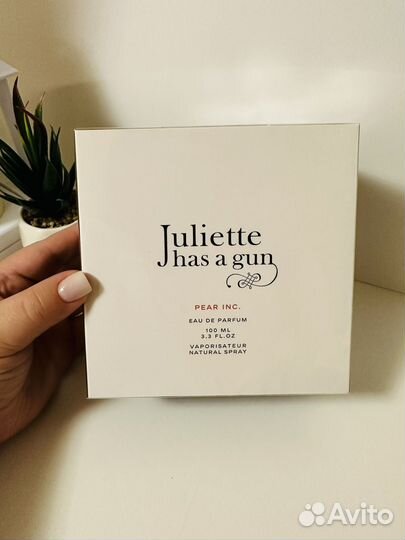 Juliette
has a gun
PEAR INC.
EAU DE PARFUM
100 ML
3.3 FL.OZ
VAPORISATEUR
NATURAL SPRAY
Avito